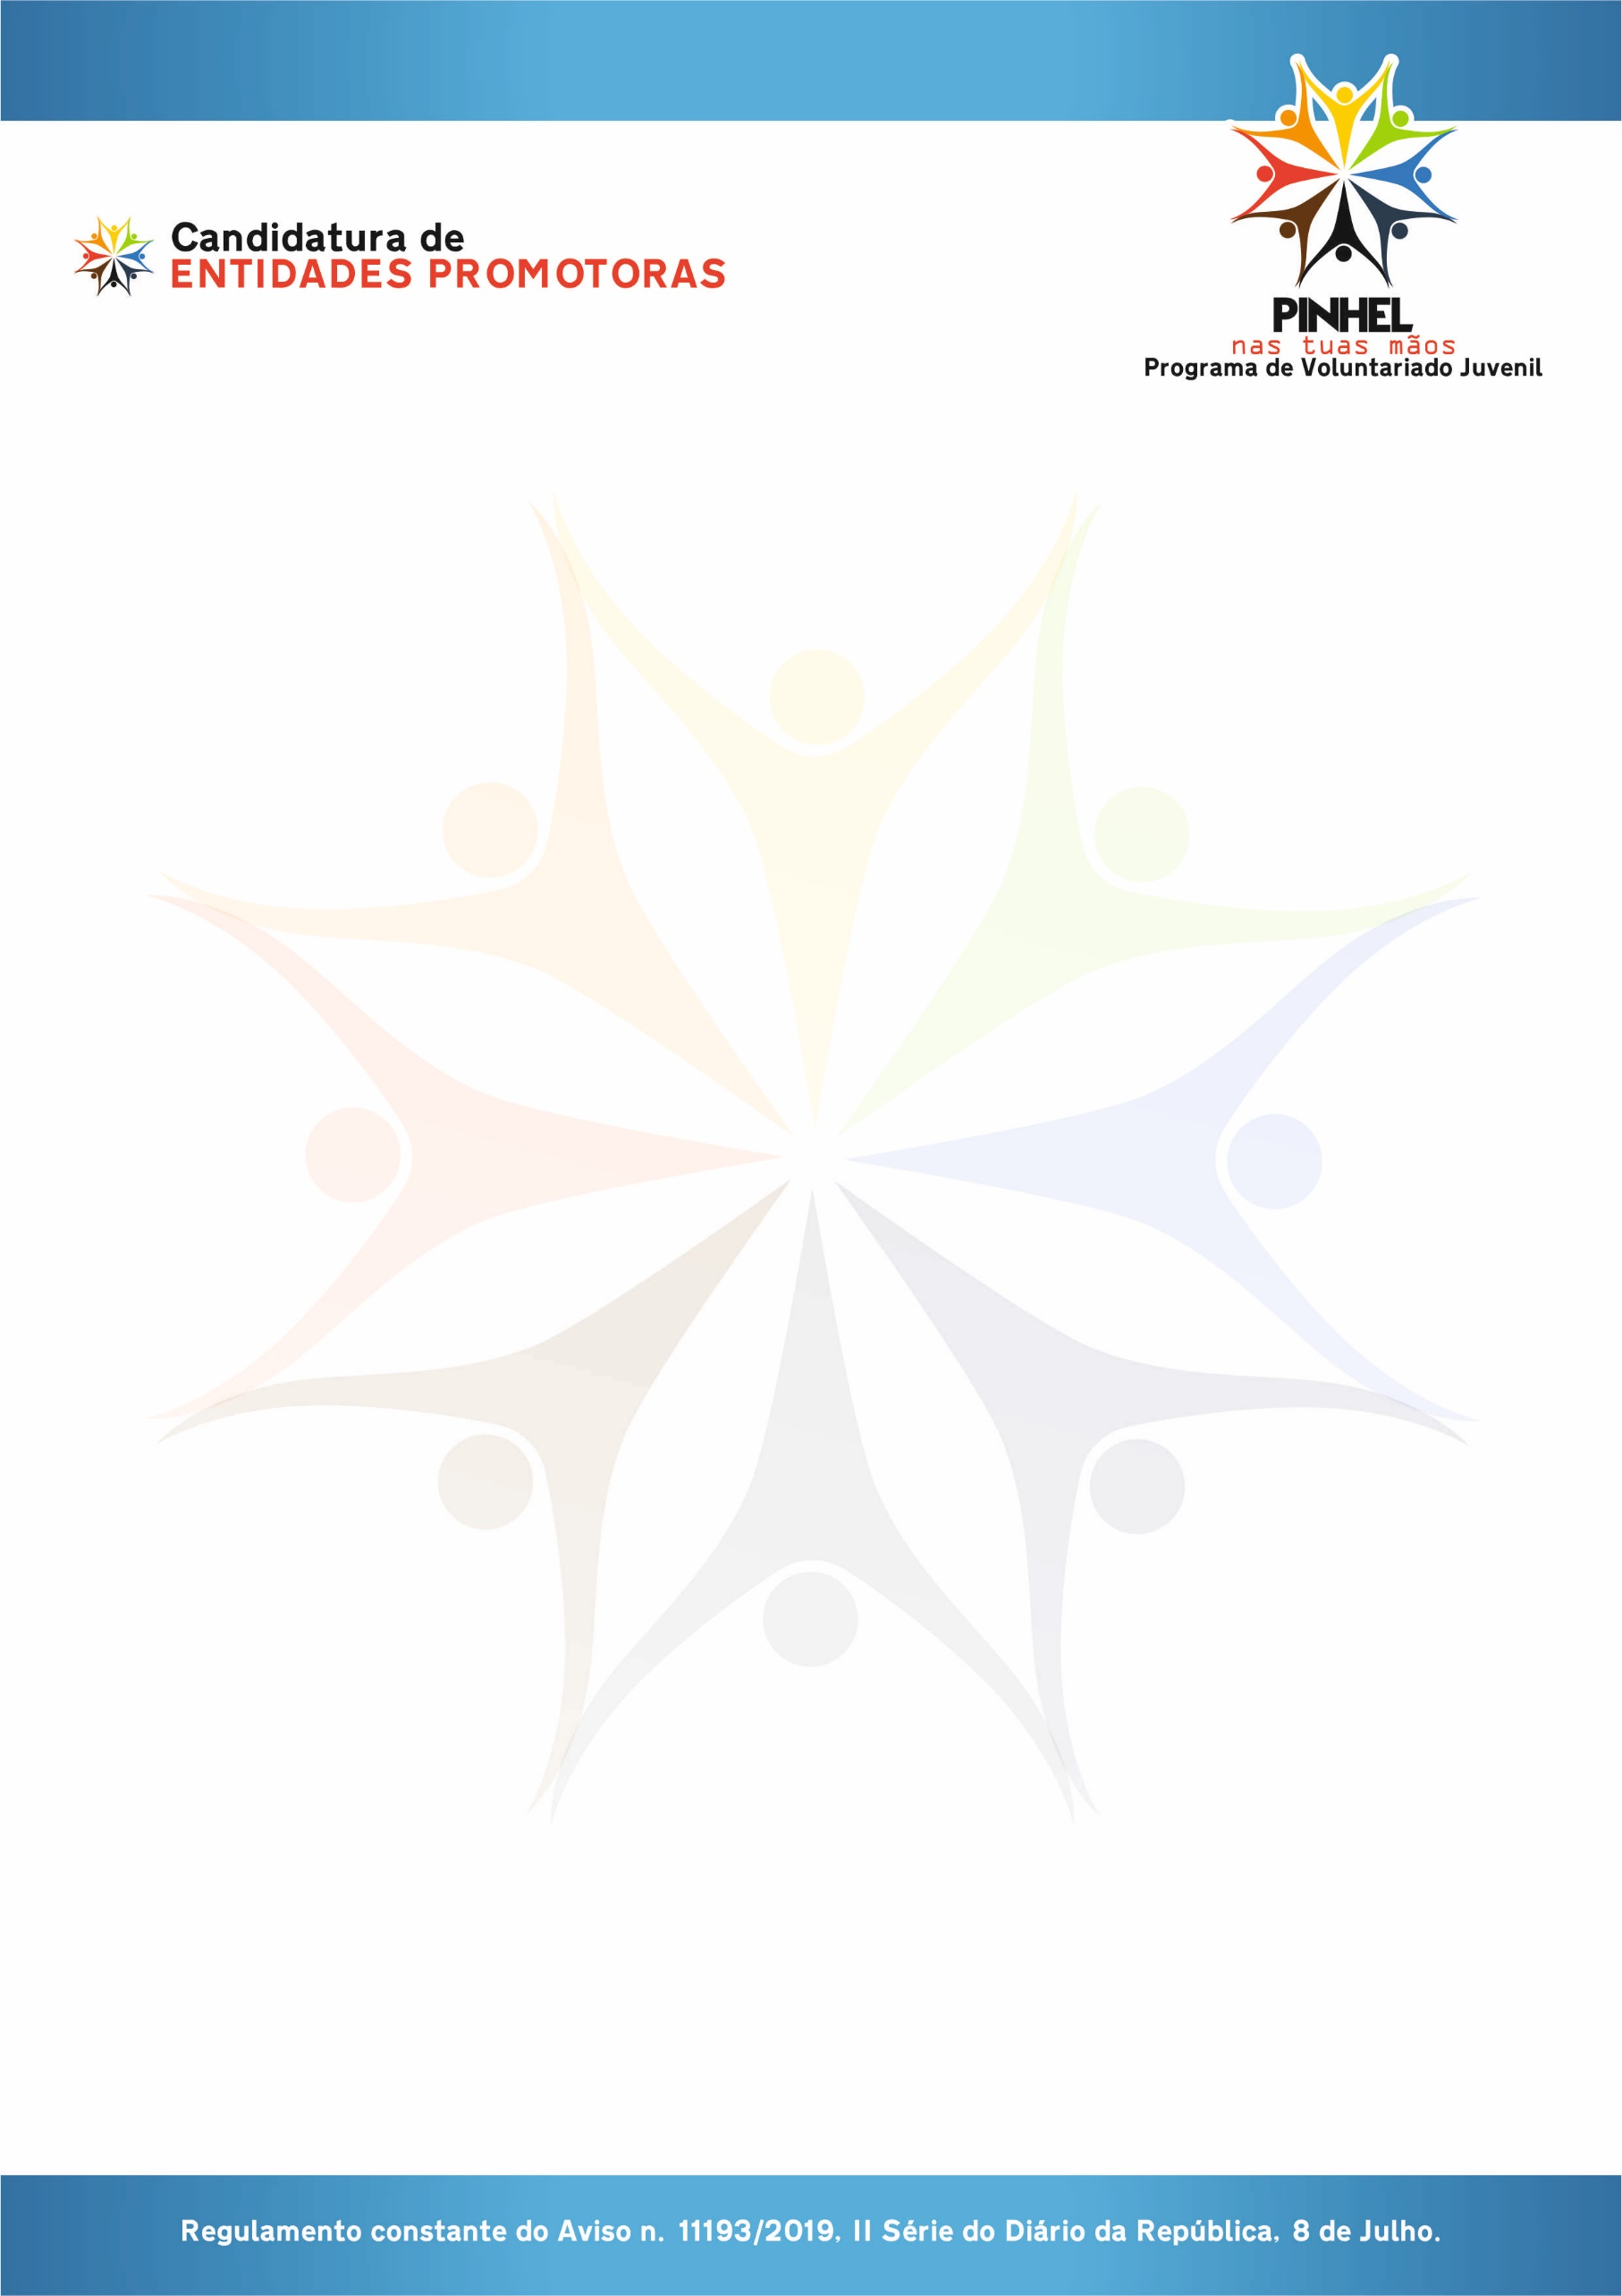 Candidatura de
ENTIDADES PROMOTORAS
PINHEL
nas tuas mãos
Programa de Voluntariado Juvenil
Regulamento constante do Aviso n. 11193/2019, II Série do Diário da República, 8 de Julho.